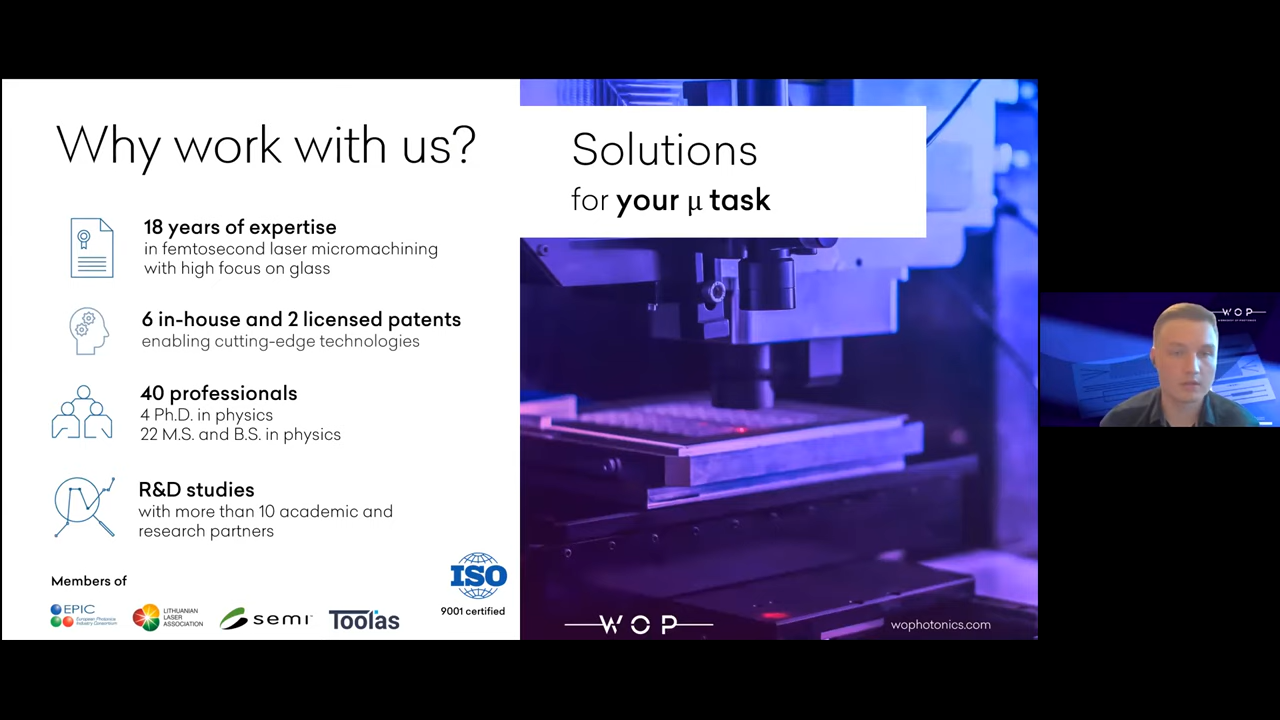 Why work with us?
18 years of expertise
in femtosecond laser micromachining
with high focus on glass
6 in-house and 2 licensed patents
enabling cutting-edge technologies
40 professionals
4 Ph.D. in physics
22 M.S. and B.S. in physics
R&D studies
with more than 10 academic and
research partners
Members of
EPIC
European Photonics
Industry Consortium
LITHUANIAN
LASER
ASSOCIATION
semi
Toolas
ISO
9001 certified
Solutions
for your μ task
WOP
wophotonics.com
WOP